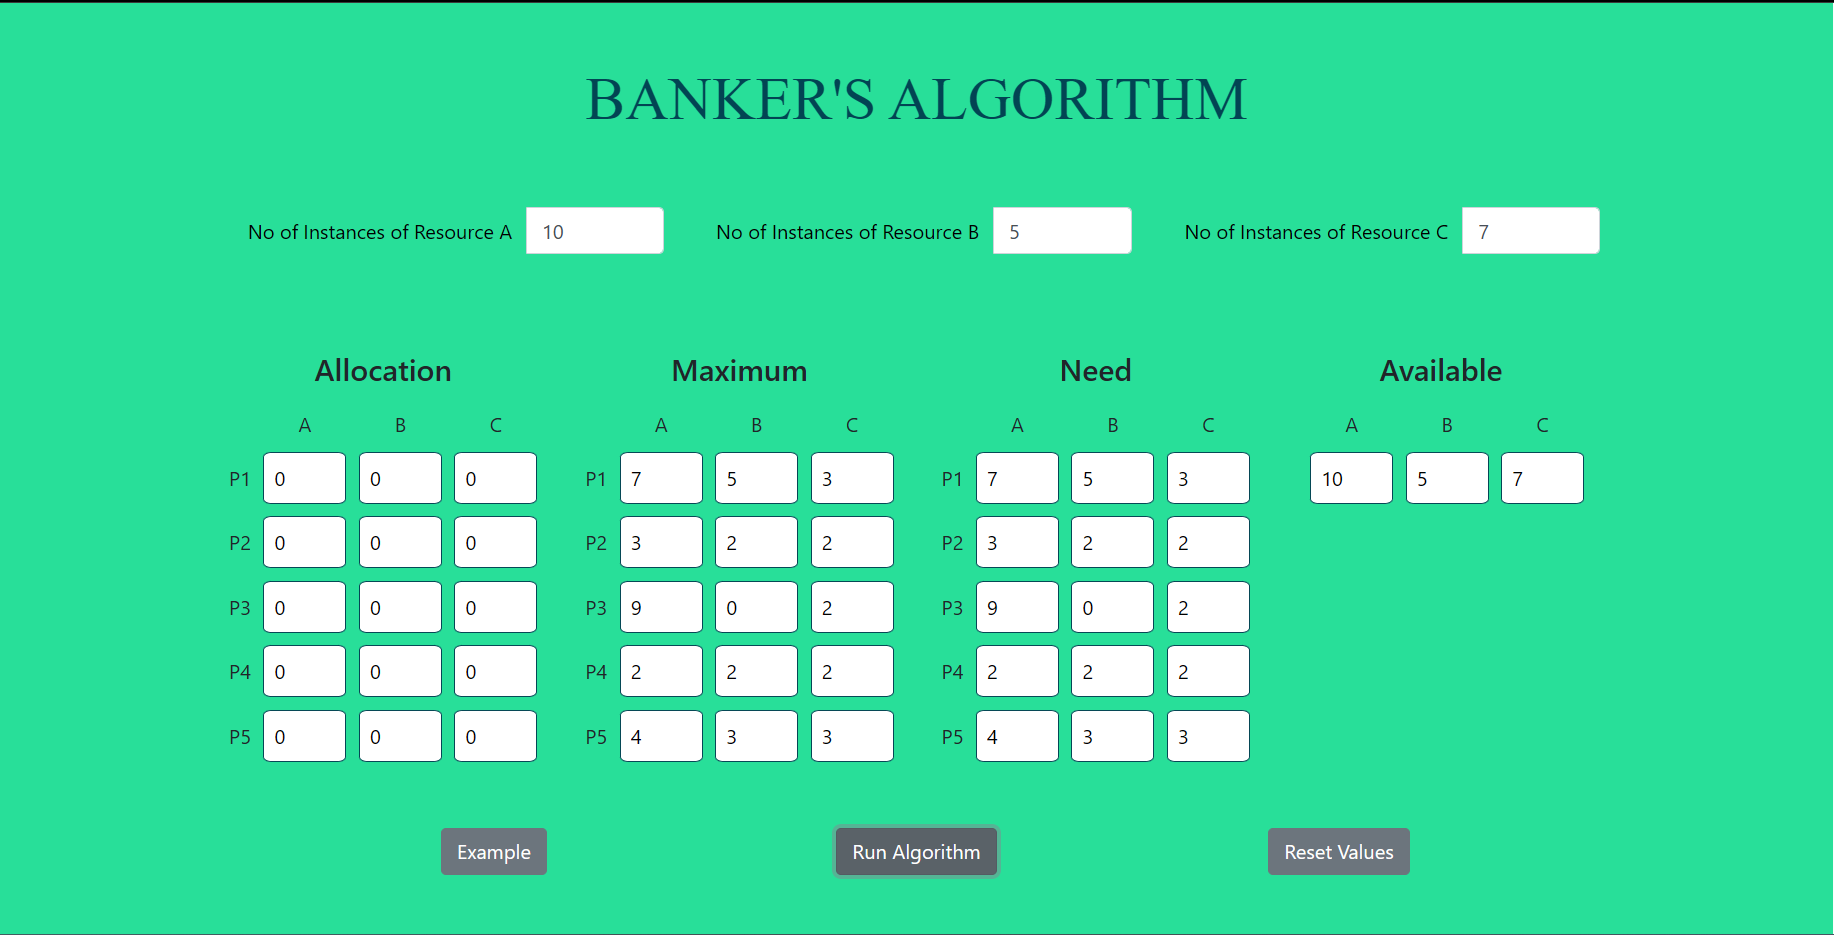 BANKER'S ALGORITHM
No of Instances of Resource A 10 No of Instances of Resource B 5 No of Instances of Resource C 7
Allocation Maximum Need Available
A B C A B C A B C A B C
P1 0 0 0 P1 7 5 3 P1 7 5 3 10 5 7
P2 0 0 0 P2 3 2 2 P2 3 2 2
P3 0 0 0 P3 9 0 2 P3 9 0 2
P4 0 0 0 P4 2 2 2 P4 2 2 2
P5 0 0 0 P5 4 3 3 P5 4 3 3
Example Run Algorithm Reset Values